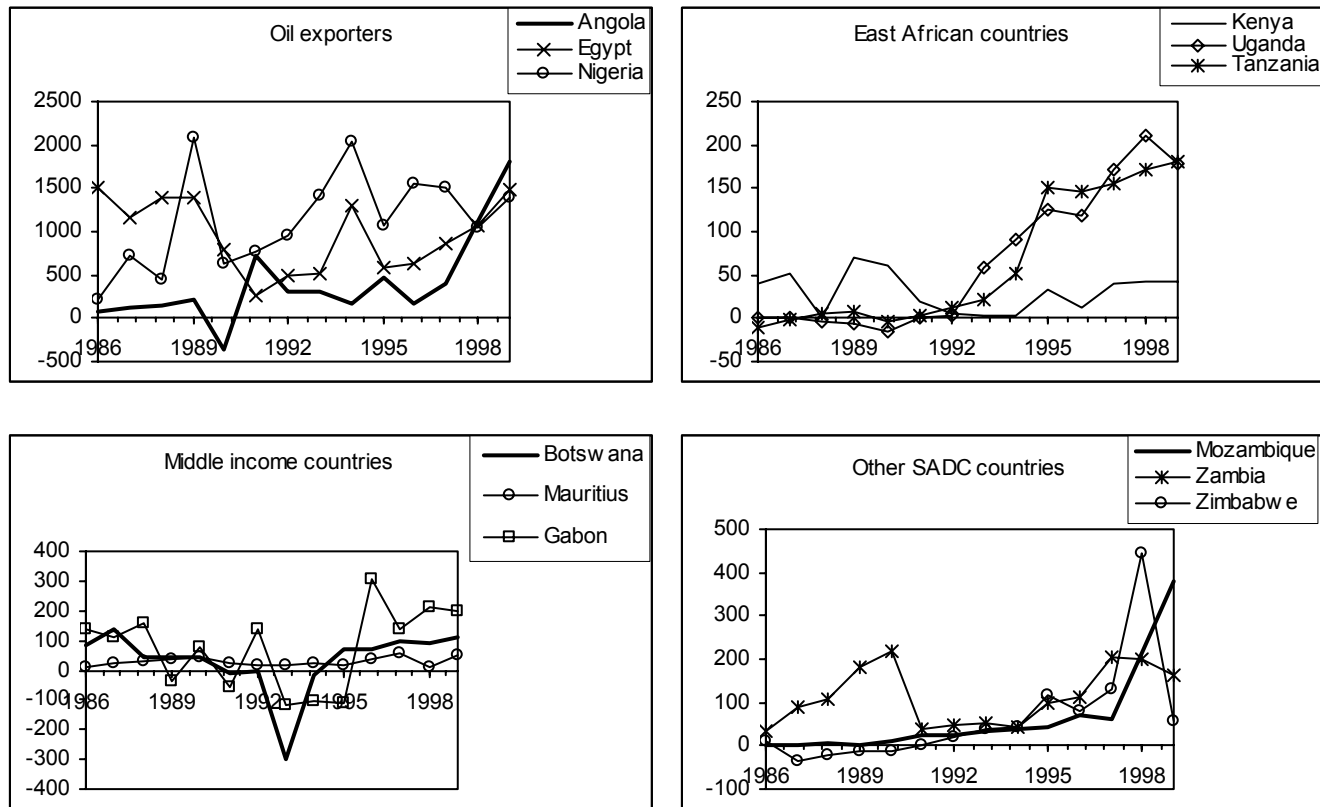 Oil exporters
Angola
Egypt
Nigeria
2500
2000
1500
1000
500
0
-500
1986 1989 1992 1995 1998
East African countries
Kenya
Uganda
Tanzania
250
200
150
100
50
0
-50
1986 1989 1992 1995 1998
Middle income countries
Botswana
Mauritius
Gabon
400
300
200
100
0
-100
-200
-300
-400
1986 1989 1992 1995 1998
Other SADC countries
Mozambique
Zambia
Zimbabwe
500
400
300
200
100
0
-100
1986 1989 1992 1995 1998